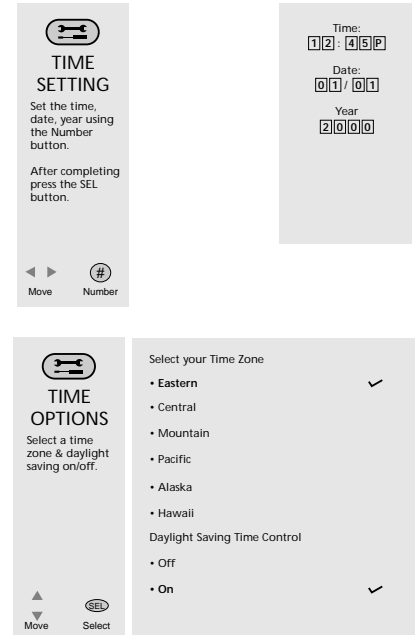 TIME
SETTING
Set the time,
date, year using
the Number
button.
After completing
press the SEL
button.
#
Move Number
Time:
12:45P
Date:
01/01
Year
2000
TIME
OPTIONS
Select a time
zone & daylight
saving on/off.
SEL
Move Select
Select your Time Zone
• Eastern
• Central
• Mountain
• Pacific
• Alaska
• Hawaii
Daylight Saving Time Control
• Off
• On